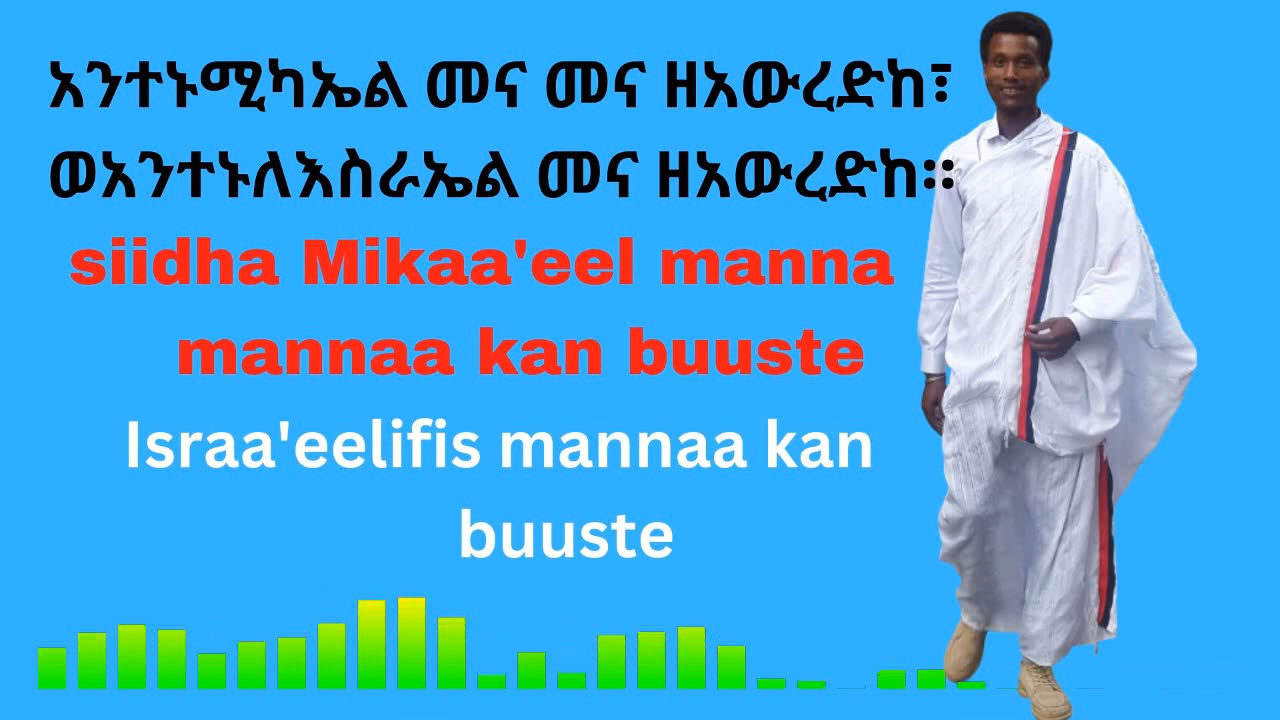 አንተኑሚካኤል መና መና ዘአውረድከ፣
ወአንተኑለእስራኤል መና ዘአውረድከ።
siidha Mikaa'eel manna
mannaa kan buuste
Israa'eelifis mannaa kan
buuste